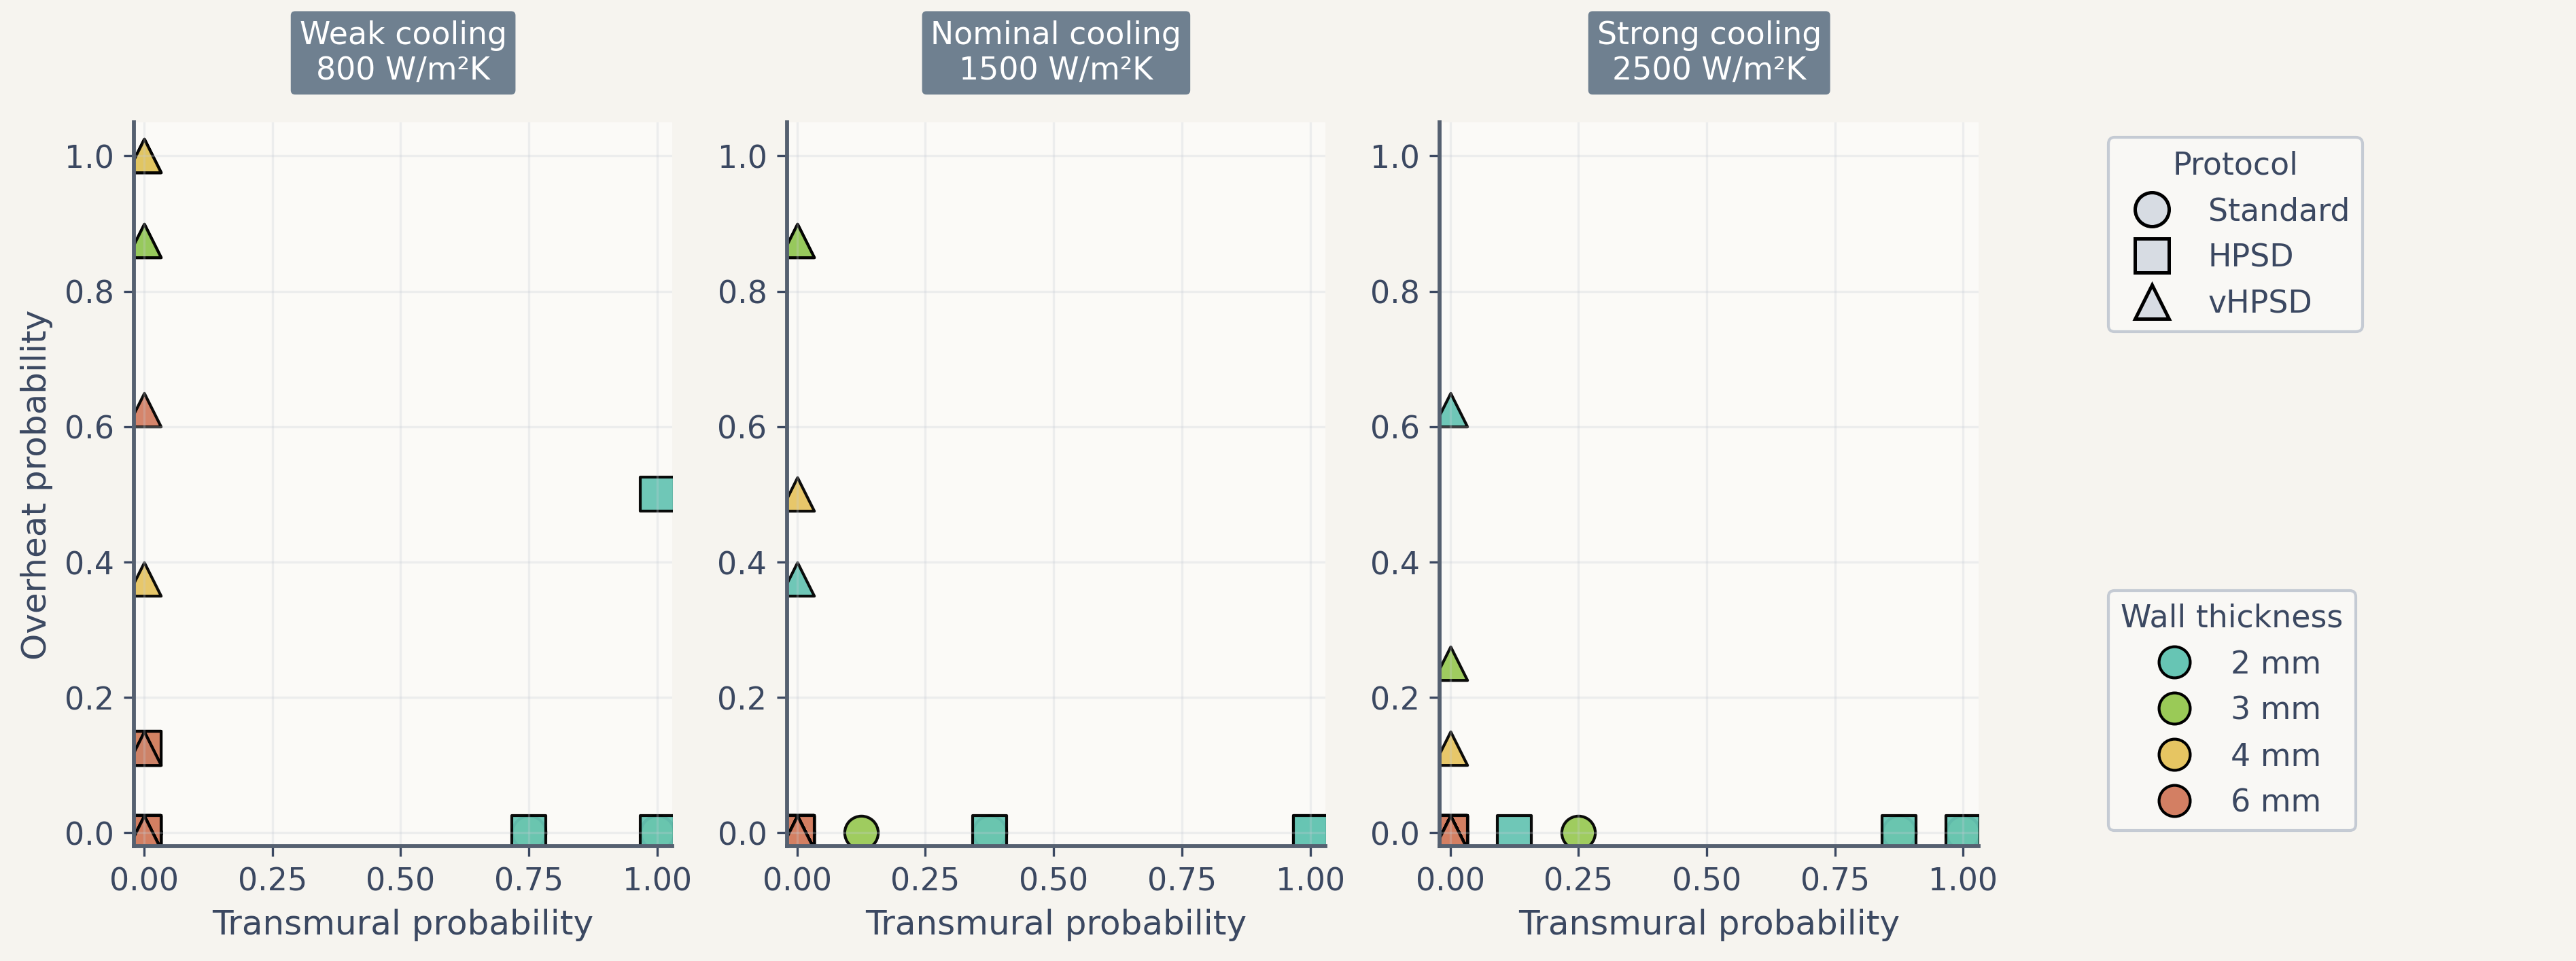 Weak cooling
800 W/m²K
Nominal cooling
1500 W/m²K
Strong cooling
2500 W/m²K
Overheat probability
1.0
0.8
0.6
0.4
0.2
0.0
0.00 0.25 0.50 0.75 1.00
Transmural probability
1.0
0.8
0.6
0.4
0.2
0.0
0.00 0.25 0.50 0.75 1.00
Transmural probability
1.0
0.8
0.6
0.4
0.2
0.0
0.00 0.25 0.50 0.75 1.00
Transmural probability
Protocol
Standard
HPSD
vHPSD
Wall thickness
2 mm
3 mm
4 mm
6 mm